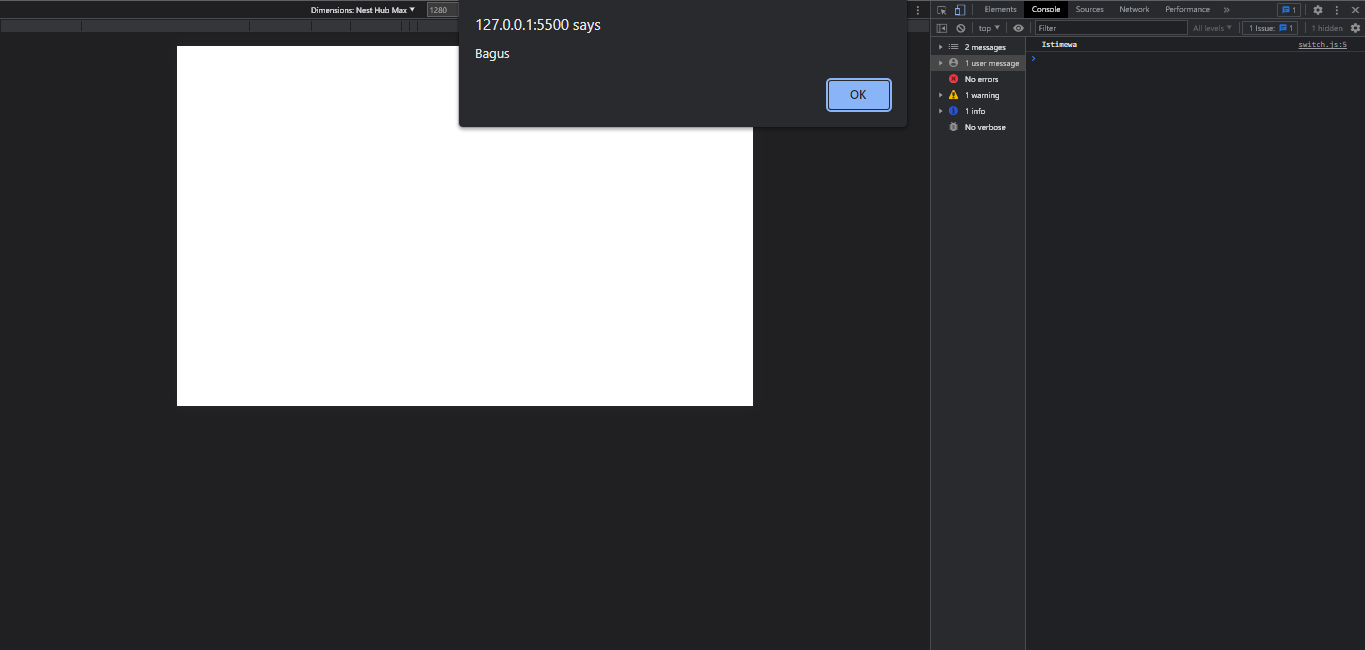 Dimensions: Nest Hub Max ▼ 1280
127.0.0.1:5500 says
Bagus
OK
Elements Console Sources Network Performance » 1
top ▼ Filter All levels ▼ 1 Issue: 1 1 hidden
2 messages
1 user message
No errors
1 warning
1 info
No verbose
Istimewa switch.js:5